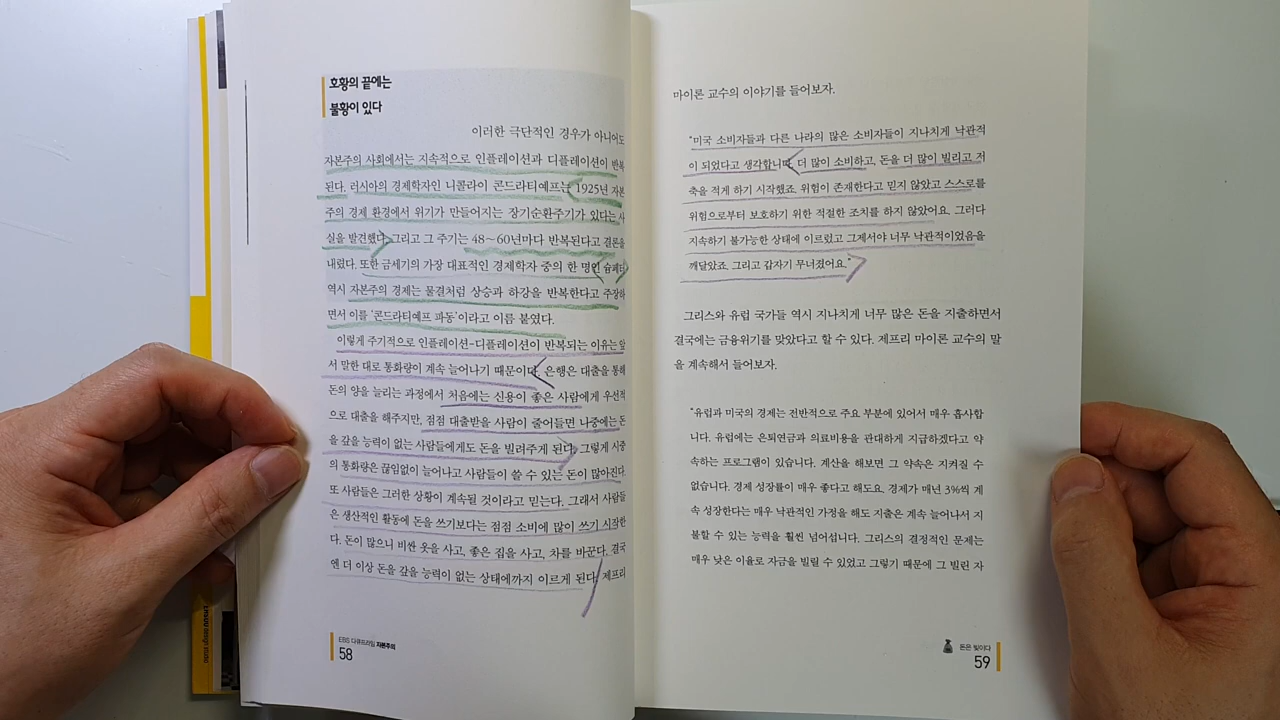 호황의 끝에는
불황이 있다
이러한 극단적인 경우가 아니어도
자본주의 사회에서는 지속적으로 인플레이션과 디플레이션이 반복
된다. 러시아의 경제학자인 니콜라이 콘드라티예프는 1925년 자본
주의 경제 환경에서 위기가 만들어지는 장기순환주기가 있다는 사
실을 발견했다. 그리고 그 주기는 48~60년마다 반복된다고 결론을
내렸다. 또한 금세기의 가장 대표적인 경제학자 중의 한 명인 슘페터
역시 자본주의 경제는 물결처럼 상승과 하강을 반복한다고 주장하
면서 이를 '콘드라티예프 파동'이라고 이름 붙였다.
이렇게 주기적으로 인플레이션-디플레이션이 반복되는 이유는 앞
서 말한 대로 통화량이 계속 늘어나기 때문이다. 은행은 대출을 통해
돈의 양을 늘리는 과정에서 처음에는 신용이 좋은 사람에게 우선적
으로 대출을 해주지만, 점점 대출받을 사람이 줄어들면 나중에는 돈
을 갚을 능력이 없는 사람들에게도 돈을 빌려주게 된다. 그렇게 시중
의 통화량은 끊임없이 늘어나고 사람들이 쓸 수 있는 돈이 많아진다.
또 사람들은 그러한 상황이 계속될 것이라고 믿는다. 그래서 사람들
은 생산적인 활동에 돈을 쓰기보다는 점점 소비에 많이 쓰기 시작한
다. 돈이 많으니 비싼 옷을 사고, 좋은 집을 사고, 차를 바꾼다. 결국
엔 더 이상 돈을 갚을 능력이 없는 상태에까지 이르게 된다. 제프리
EBS 다큐프라임 자본주의
58
마이론 교수의 이야기를 들어보자.
"미국 소비자들과 다른 나라의 많은 소비자들이 지나치게 낙관적
이 되었다고 생각합니다. 더 많이 소비하고, 돈을 더 많이 빌리고 저
축을 적게 하기 시작했죠. 위험이 존재한다고 믿지 않았고 스스로를
위험으로부터 보호하기 위한 적절한 조치를 하지 않았어요. 그러다
지속하기 불가능한 상태에 이르렀고 그제서야 너무 낙관적이었음을
깨달았죠. 그리고 갑자기 무너졌어요."
그리스와 유럽 국가들 역시 지나치게 너무 많은 돈을 지출하면서
결국에는 금융위기를 맞았다고 할 수 있다. 제프리 마이론 교수의 말
을 계속해서 들어보자.
"유럽과 미국의 경제는 전반적으로 주요 부분에 있어서 매우 흡사합
니다. 유럽에는 은퇴연금과 의료비용을 관대하게 지급하겠다고 약
속하는 프로그램이 있습니다. 계산을 해보면 그 약속은 지켜질 수
없습니다. 경제 성장률이 매우 좋다고 해도요. 경제가 매년 3%씩 계
속 성장한다는 매우 낙관적인 가정을 해도 지출은 계속 늘어나서 지
불할 수 있는 능력을 훨씬 넘어섭니다. 그리스의 결정적인 문제는
매우 낮은 이율로 자금을 빌릴 수 있었고 그렇기 때문에 그 빌린 자
돈은 빚이다
59